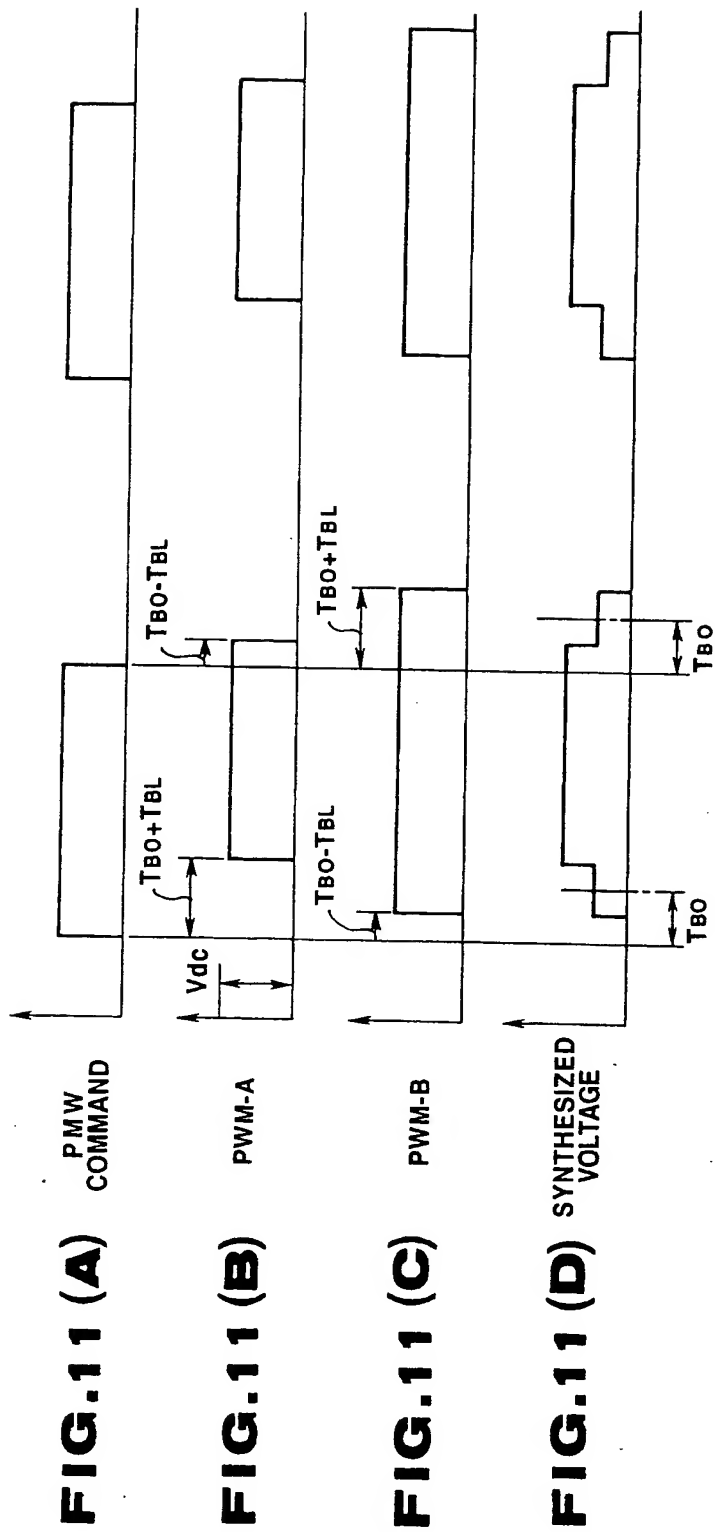 FIG.11 (A)
PMW
COMMAND
FIG.11 (B)
PWM-A
Vdc
TBO+TBL
TBO-TBL
FIG.11 (C)
PWM-B
TBO-TBL
TBO+TBL
FIG.11 (D)
SYNTHESIZED
VOLTAGE
TBO
TBO